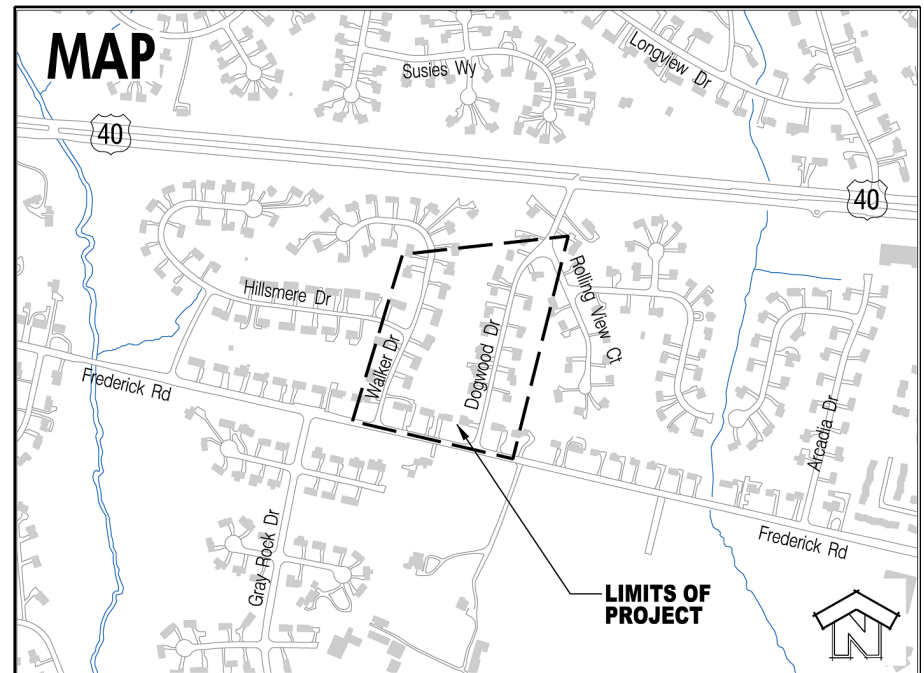 MAP
Susies Wy
Longview Dr
40
40
Rolling View Ct
Hillsmere Dr
Walker Dr
Dogwood Dr
Frederick Rd
Arcadia Dr
Gray Rock Dr
Frederick Rd
LIMITS OF
PROJECT
N